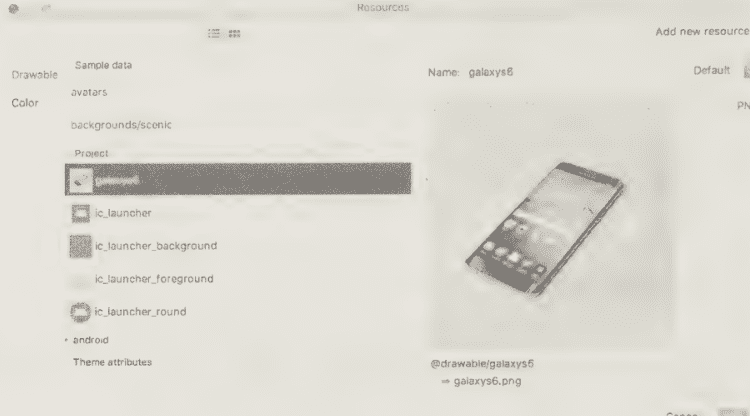 Resources
Add new resource
Drawable
Color
Sample data
avatars
backgrounds/scenic
Project
ic_launcher
ic_launcher_background
ic_launcher_foreground
ic_launcher_round
android
Theme attributes
Name: galaxys6
Default
PN
@drawable/galaxys6
⇒ galaxys6.png